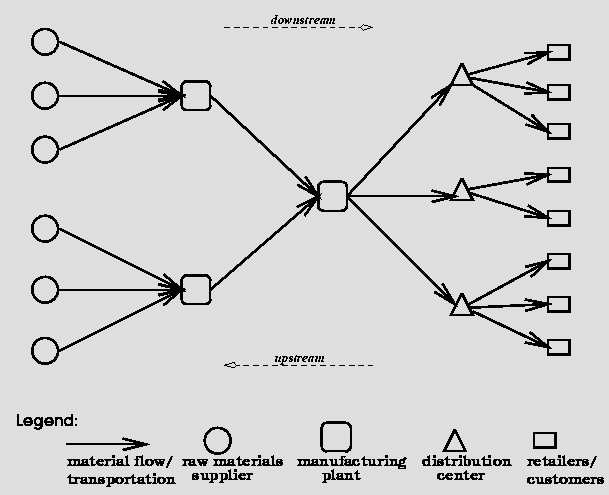 downstream
upstream
Legend:
material flow/
transportation
raw materials
supplier
manufacturing
plant
distribution
center
retailers/
customers